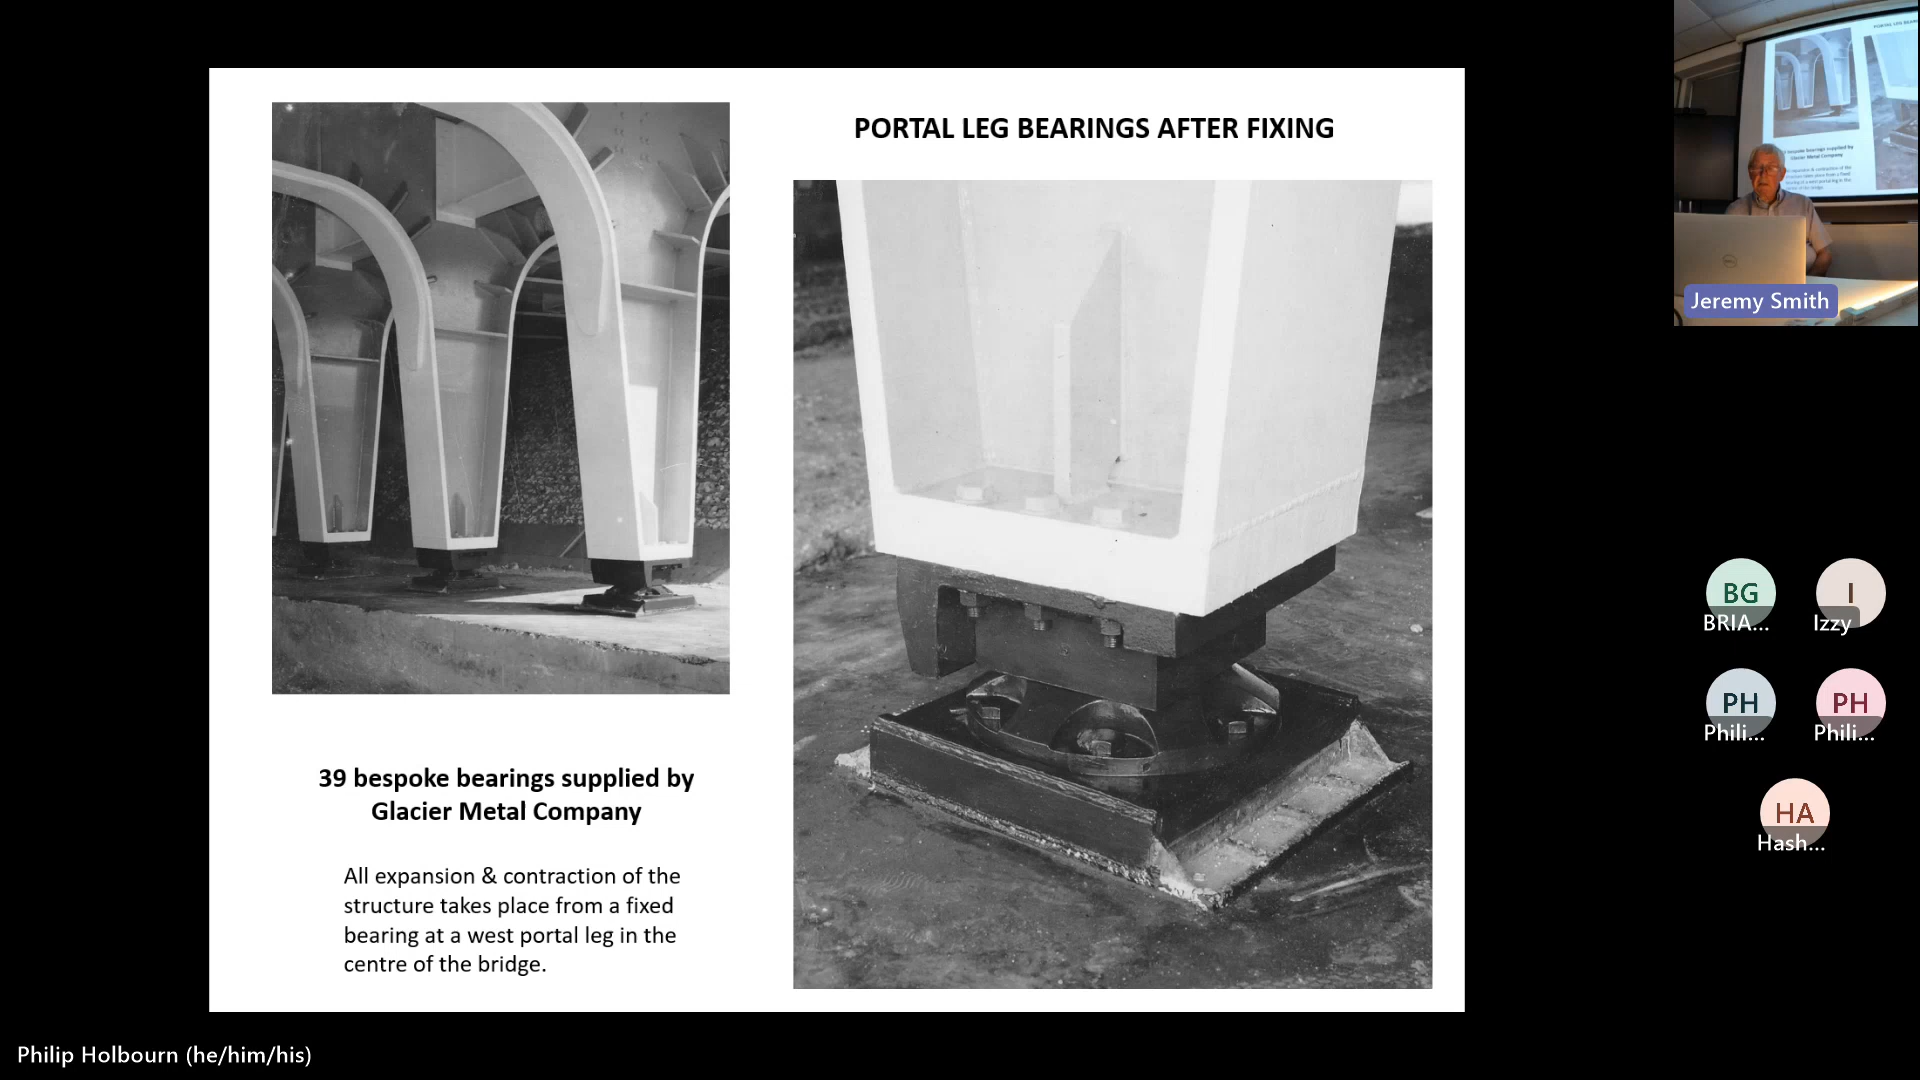 PORTAL LEG BEARINGS AFTER FIXING
39 bespoke bearings supplied by
Glacier Metal Company
All expansion & contraction of the
structure takes place from a fixed
bearing at a west portal leg in the
centre of the bridge.
Jeremy Smith
BG
BRIA...
I
Izzy
PH
Phili...
PH
Phili...
HA
Hash...
Philip Holbourn (he/him/his)